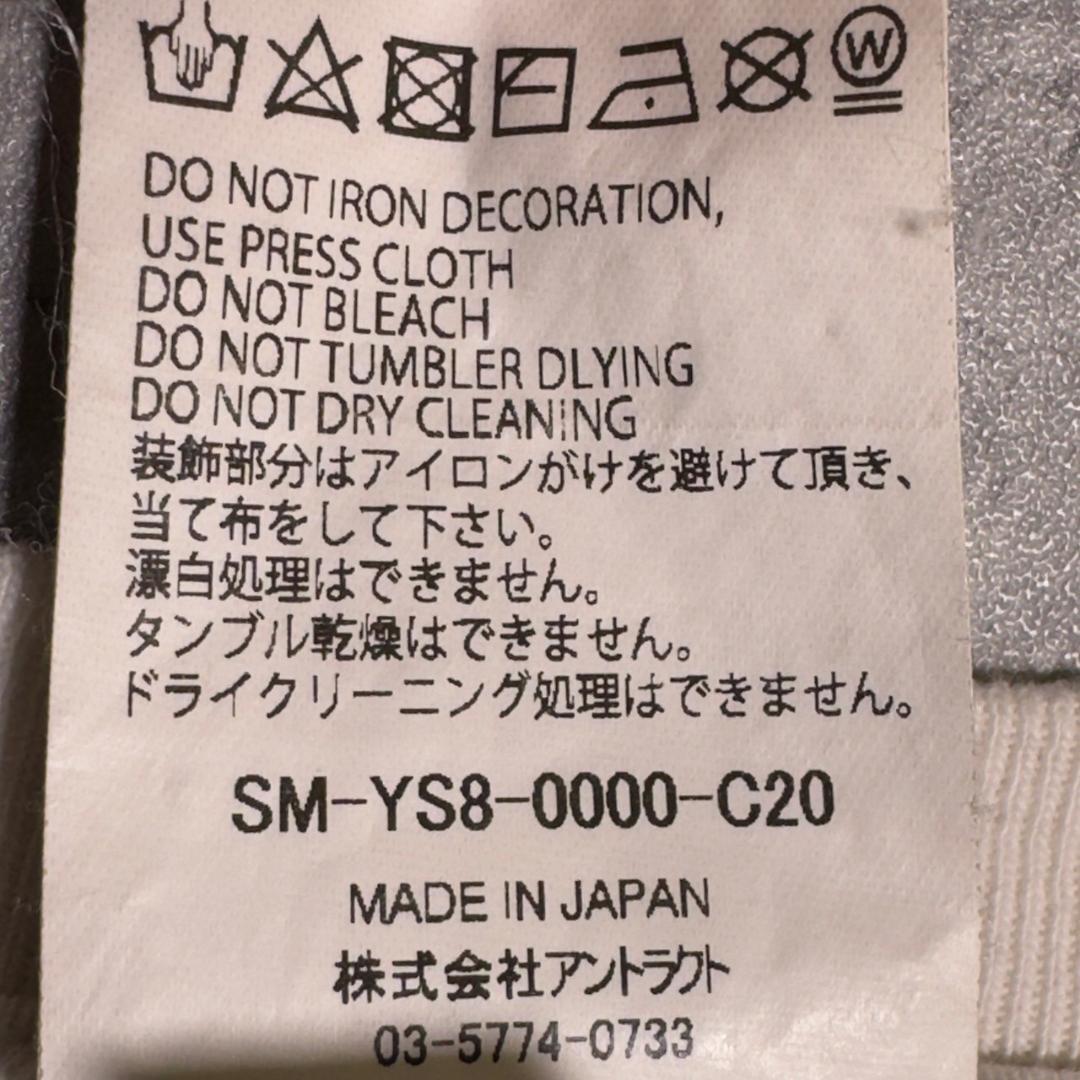 W
DO NOT IRON DECORATION,
USE PRESS CLOTH
DO NOT BLEACH
DO NOT TUMBLER DLYING
DO NOT DRY CLEANING
装飾部分はアイロンがけを避けて頂き、
当て布をして下さい。
漂白処理はできません。
タンブル乾燥はできません。
ドライクリーニング処理はできません。
SM-YS8-0000-C20
MADE IN JAPAN
株式会社アントラクト
03-5774-0733